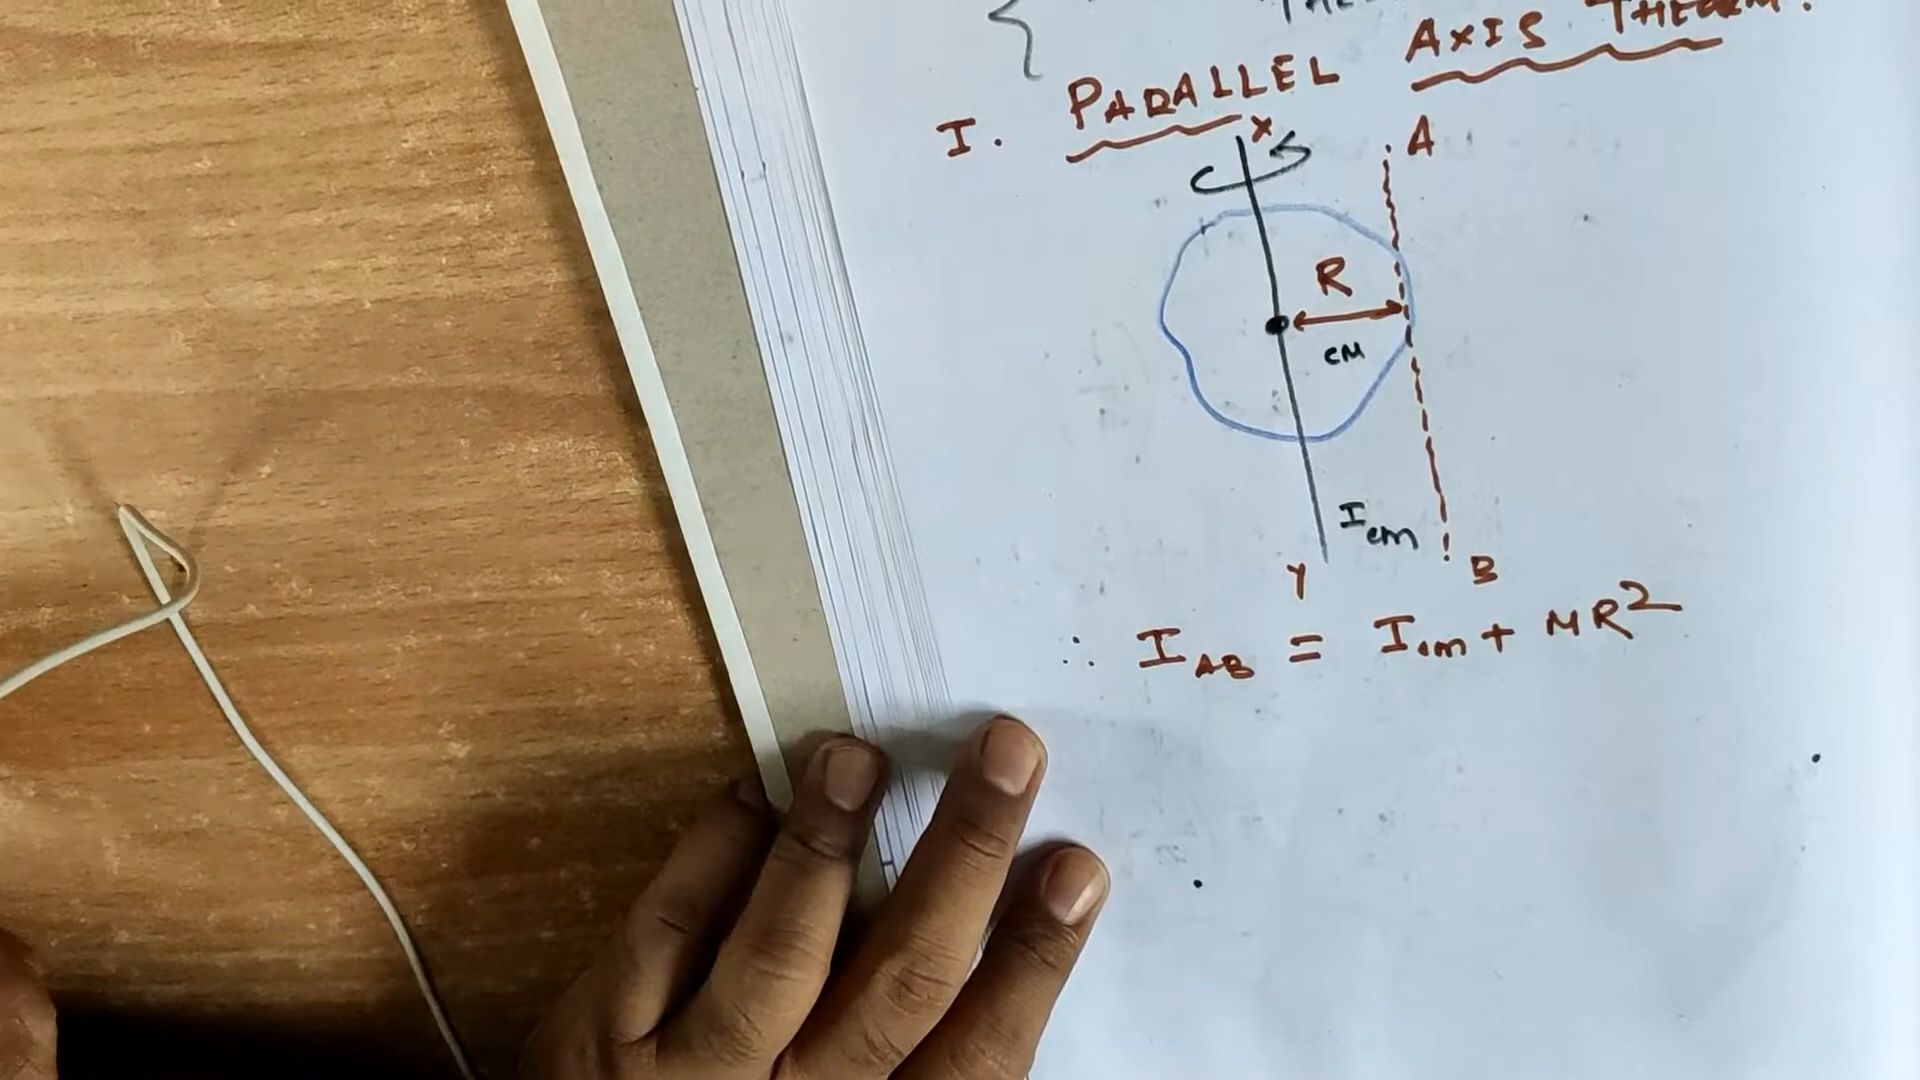 I. PARALLEL AXIS THEOREM.
X
A
R
CM
Icm
Y
B
∴ IAB = Icm + MR²